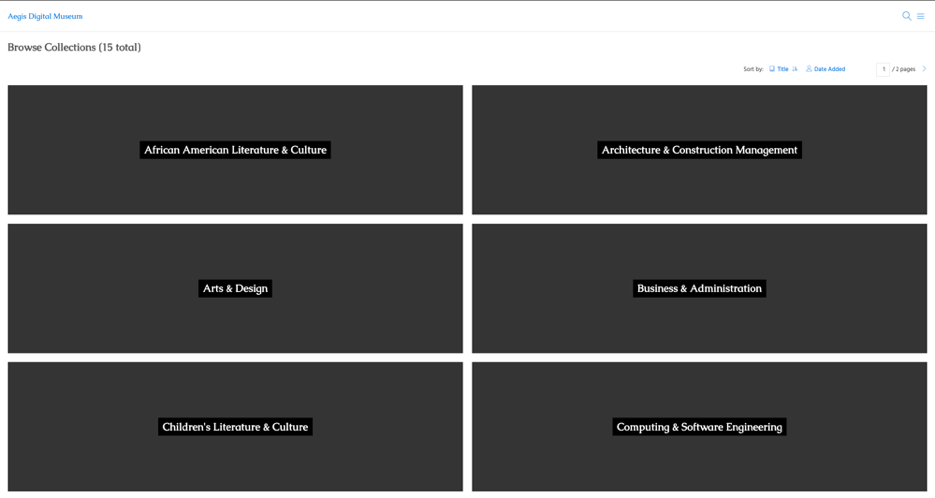 Aegis Digital Museum
Browse Collections (15 total)
Sort by: Title Date Added 1 / 2 pages
African American Literature & Culture
Architecture & Construction Management
Arts & Design
Business & Administration
Children's Literature & Culture
Computing & Software Engineering